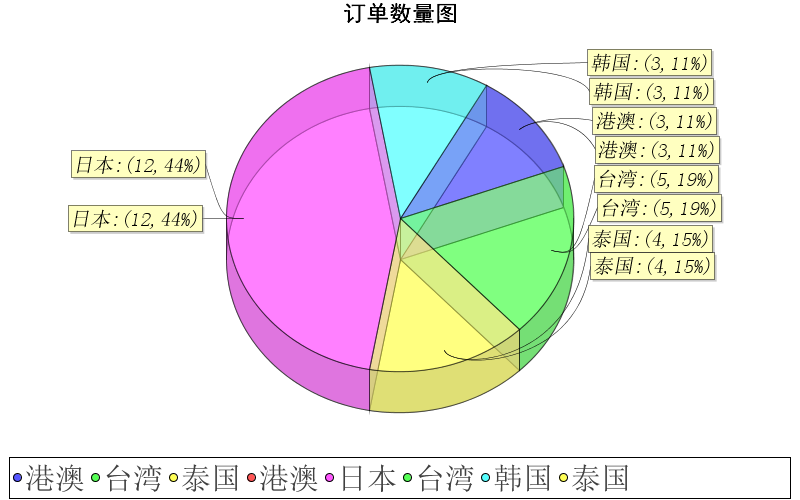 订单数量图
韩国:(3, 11%)
韩国:(3, 11%)
港澳:(3, 11%)
港澳:(3, 11%)
日本:(12, 44%)
台湾:(5, 19%)
日本:(12, 44%)
台湾:(5, 19%)
泰国:(4, 15%)
泰国:(4, 15%)
港澳 台湾 泰国 港澳 日本 台湾 韩国 泰国